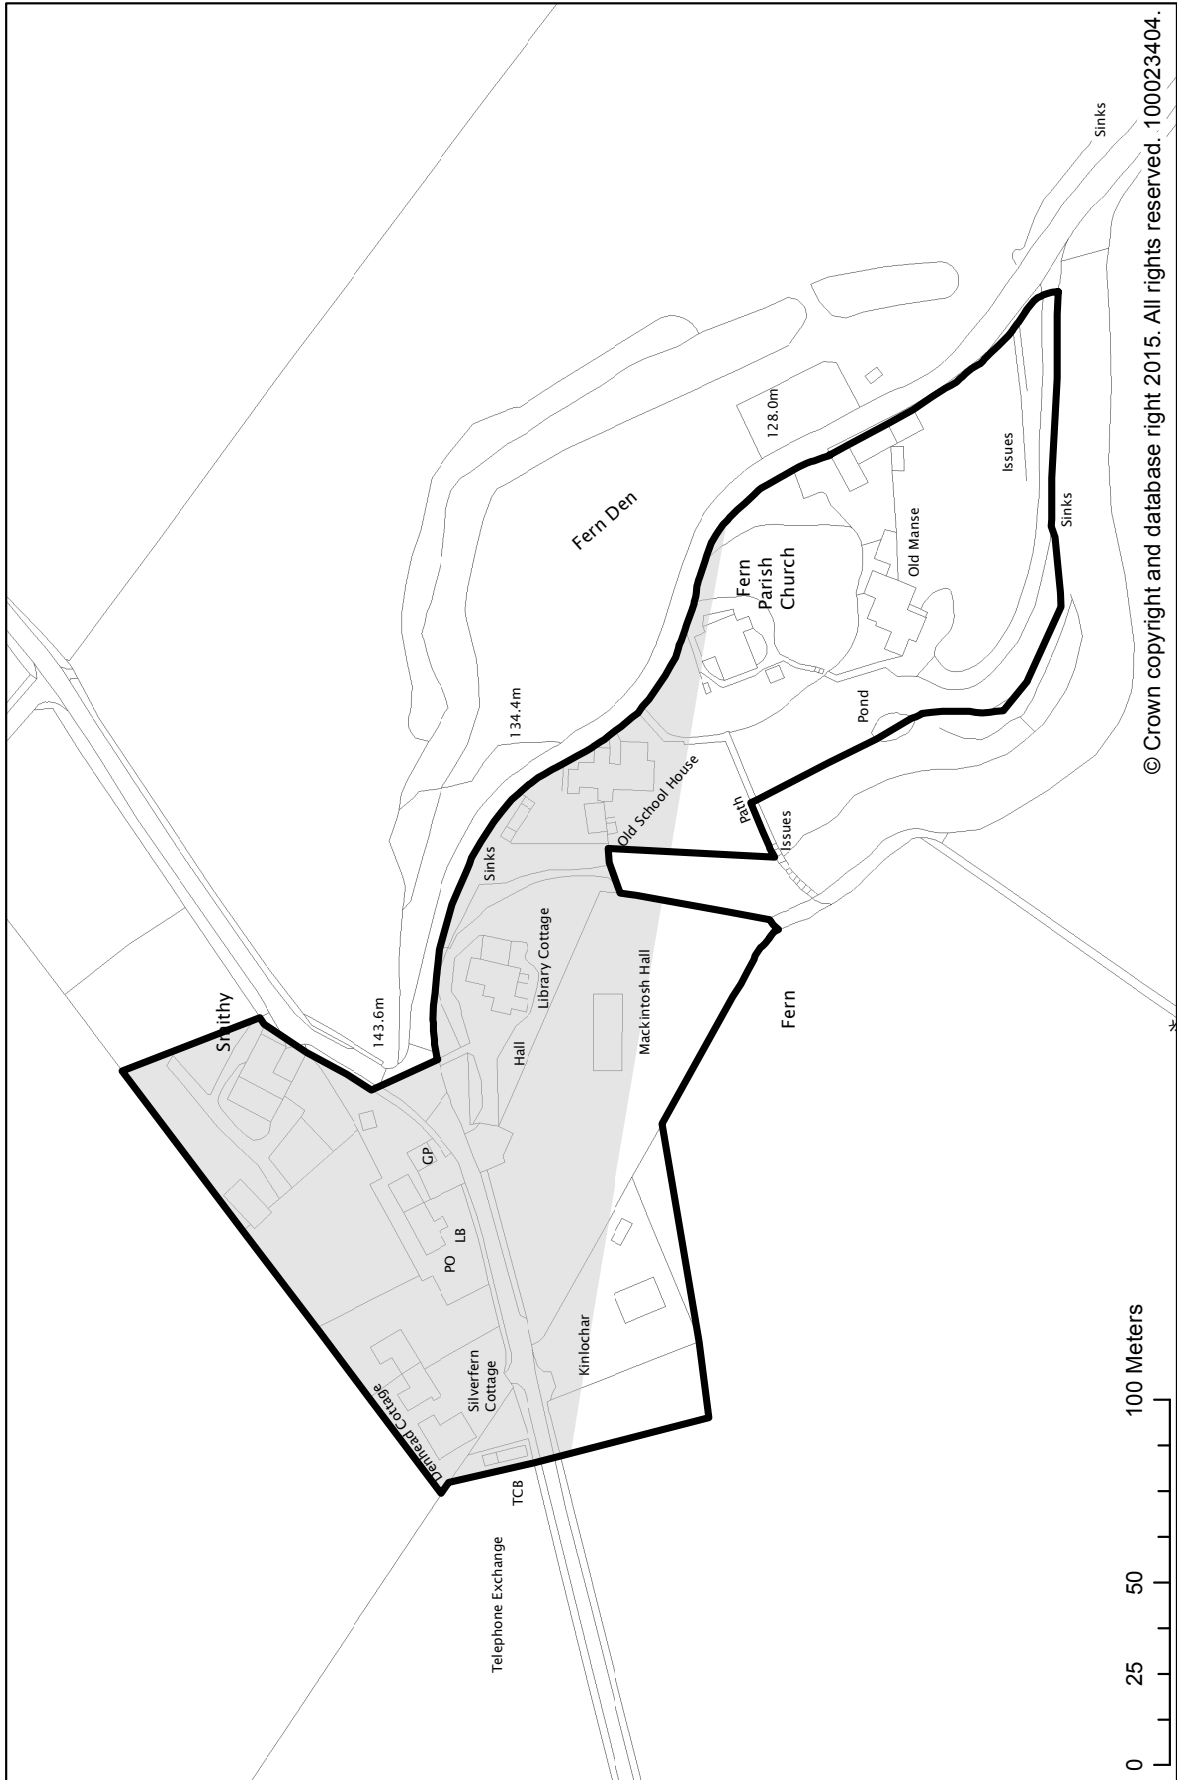 Smithy
143.6m
Sinks
134.4m
Fern Den
128.0m
Sinks
GP
LB
PO
Hall
Library Cottage
Old School House
Fern
Parish
Church
Old Manse
Issues
Sinks
Denhead Cottage
Silverfern
Cottage
Kinlochar
Mackintosh Hall
Path
Issues
Pond
Fern
TCB
Telephone Exchange
0 25 50 100 Meters
© Crown copyright and database right 2015. All rights reserved. 100023404.